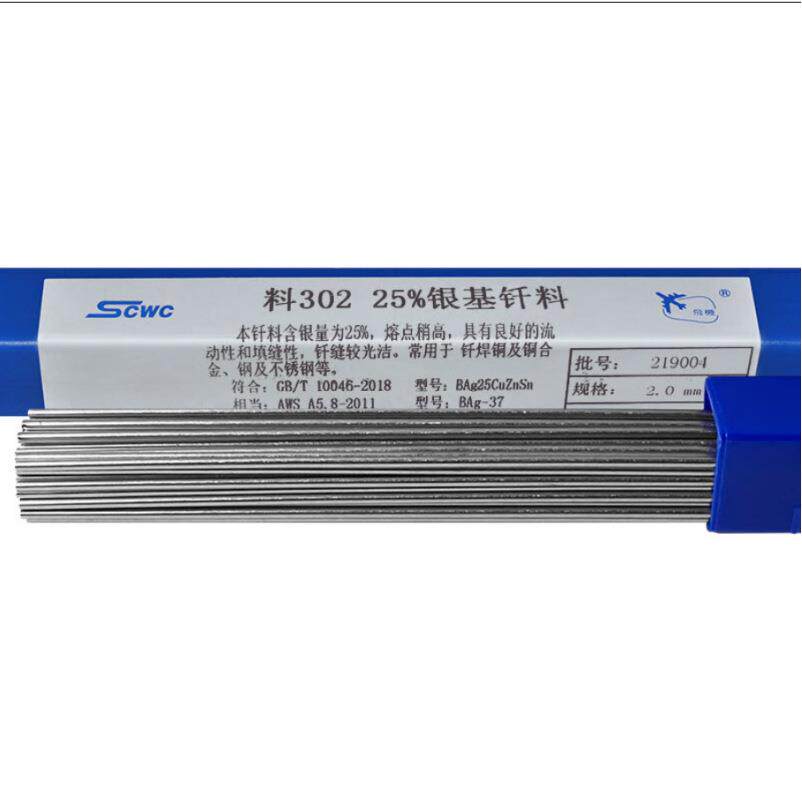 SCWC
料302 25%银基钎料
®
本钎料含银量为25%，熔点稍高，具有良好的流
动性和填缝性，钎缝较光洁。常用于 钎焊铜及铜合
金、钢及不锈钢等。
符合：GB/T 10046-2018 型号：BAg25CuZnSn
相当：AWS A5.8-2011 型号：BAg-37
批号： 219004
规格： 2.0 mm